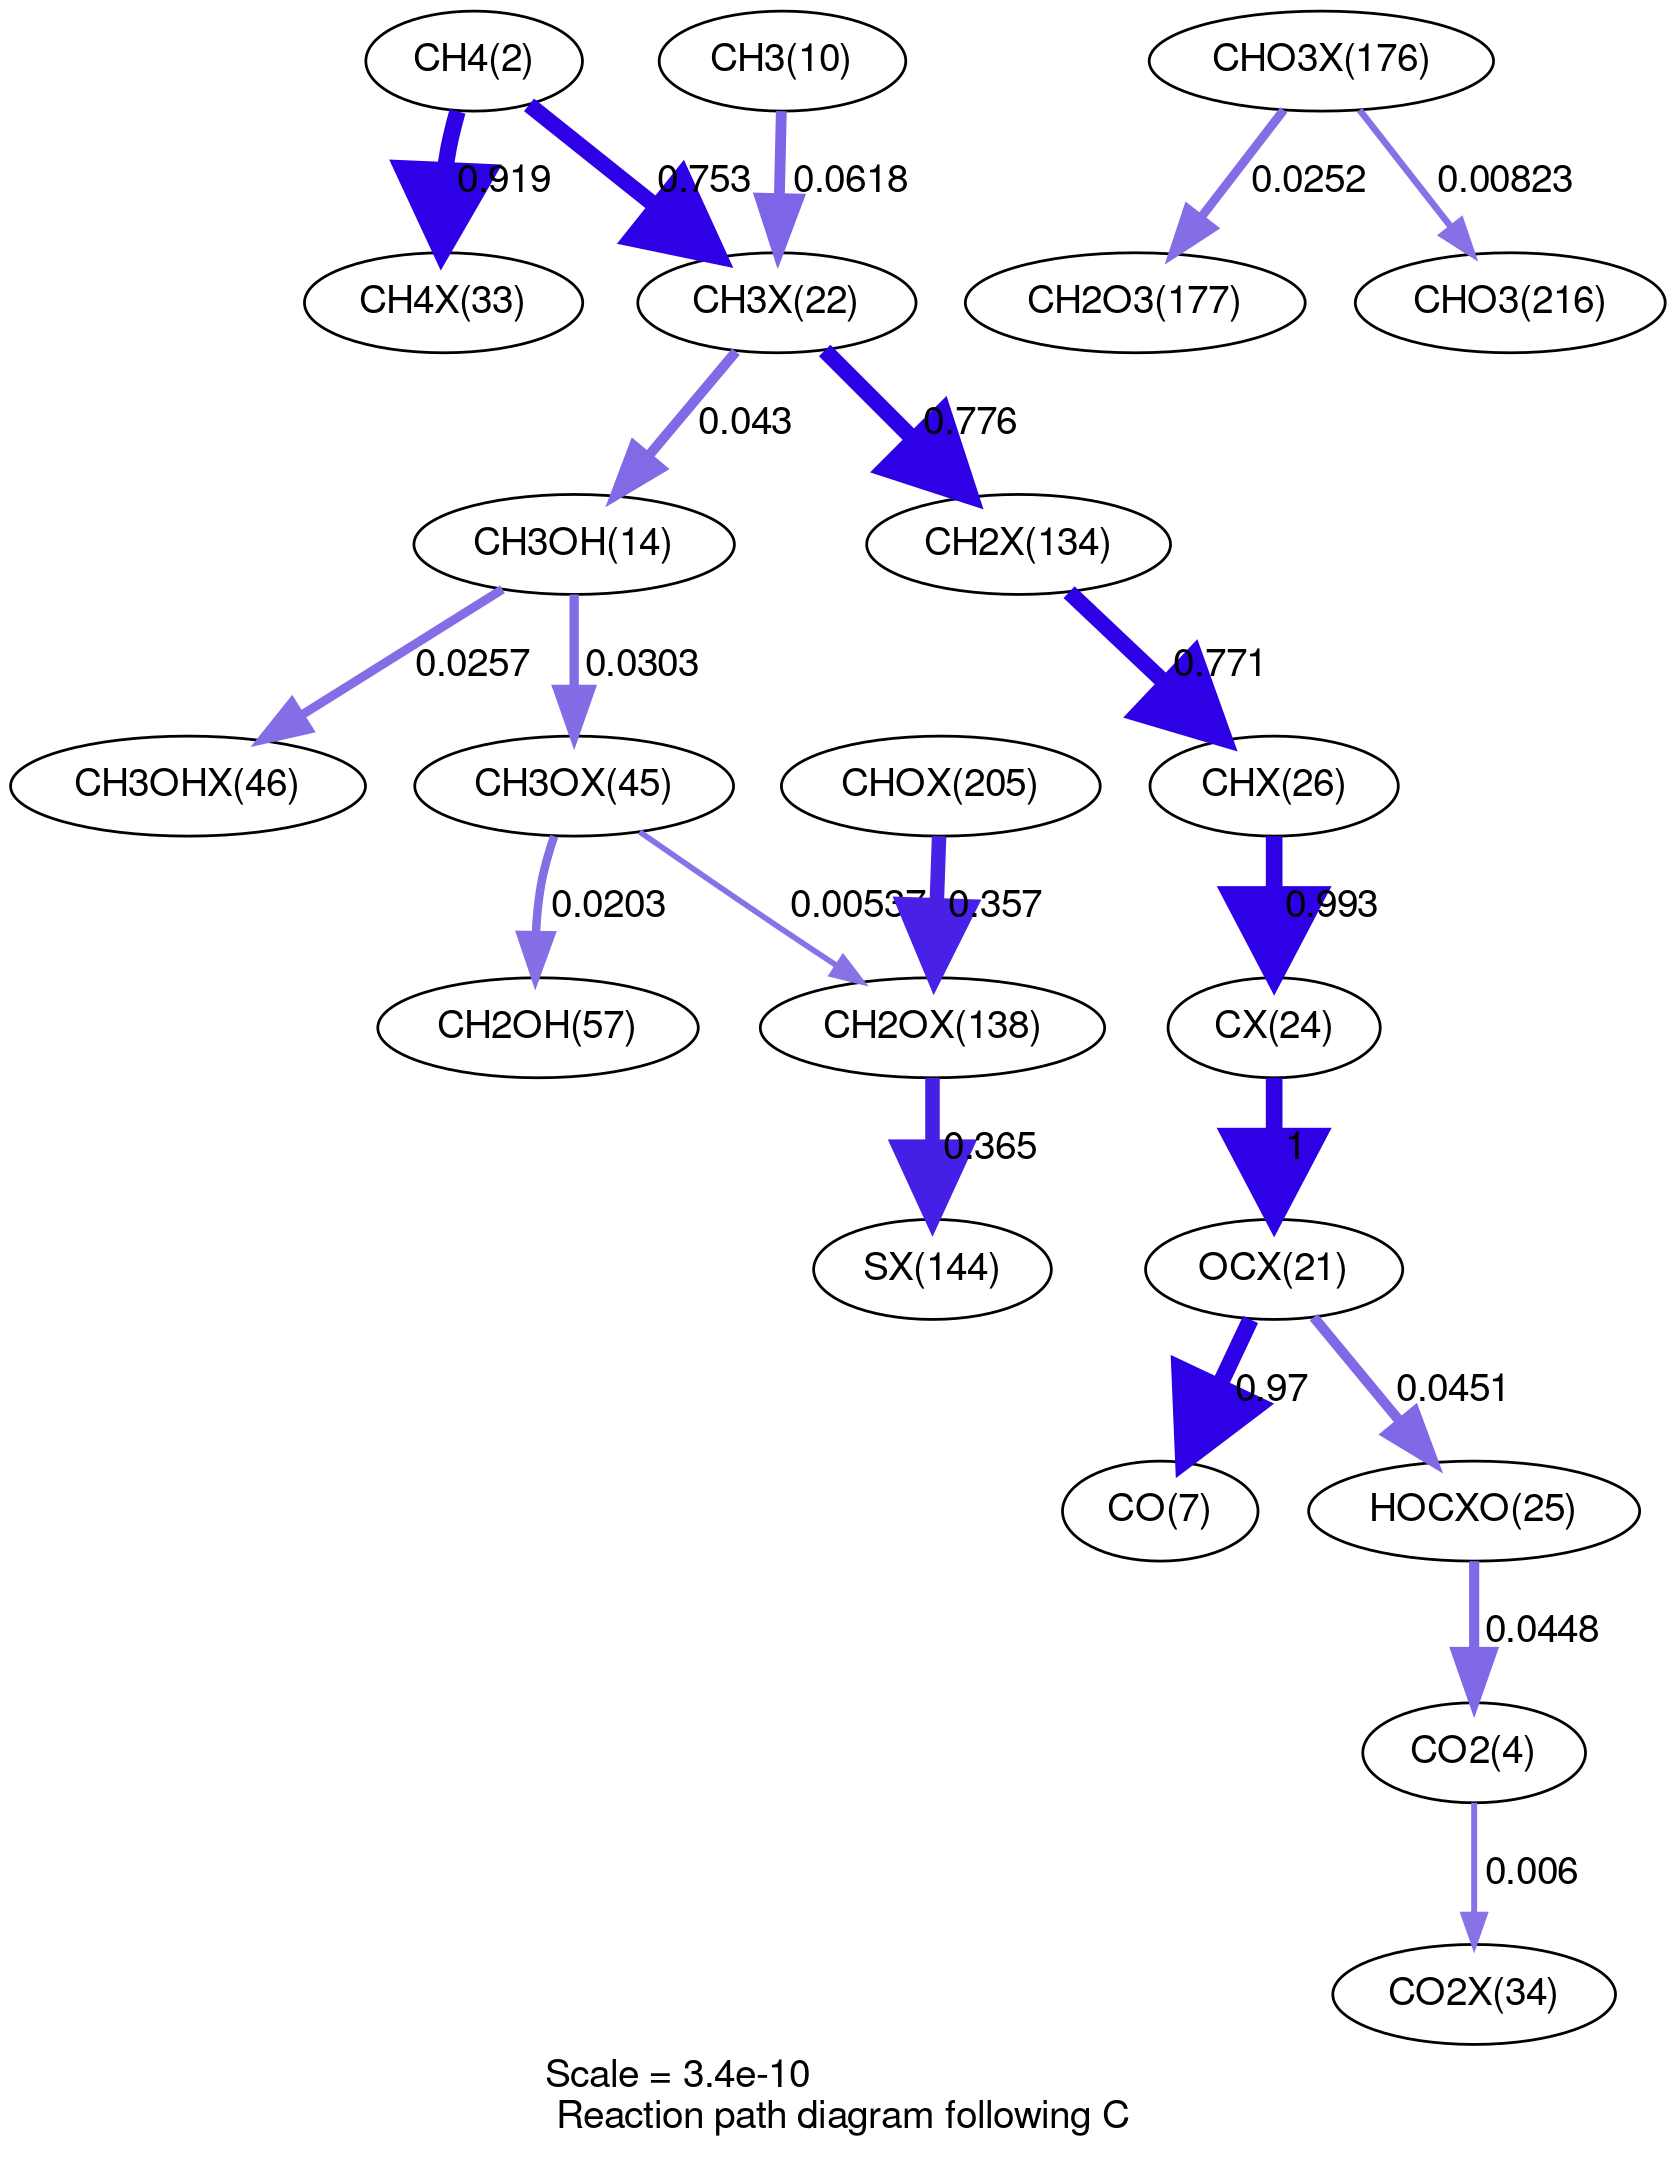 CH4(2)
CH3(10)
CHO3X(176)
0.919
0.753
0.0618
0.0252
0.00823
CH4X(33)
CH3X(22)
CH2O3(177)
CHO3(216)
0.043
0.776
CH3OH(14)
CH2X(134)
0.0257
0.0303
0.771
CH3OHX(46)
CH3OX(45)
CHOX(205)
CHX(26)
0.0203
0.00537
0.357
0.993
CH2OH(57)
CH2OX(138)
CX(24)
0.365
1
SX(144)
OCX(21)
0.97
0.0451
CO(7)
HOCXO(25)
0.0448
CO2(4)
0.006
CO2X(34)
Scale = 3.4e-10
Reaction path diagram following C